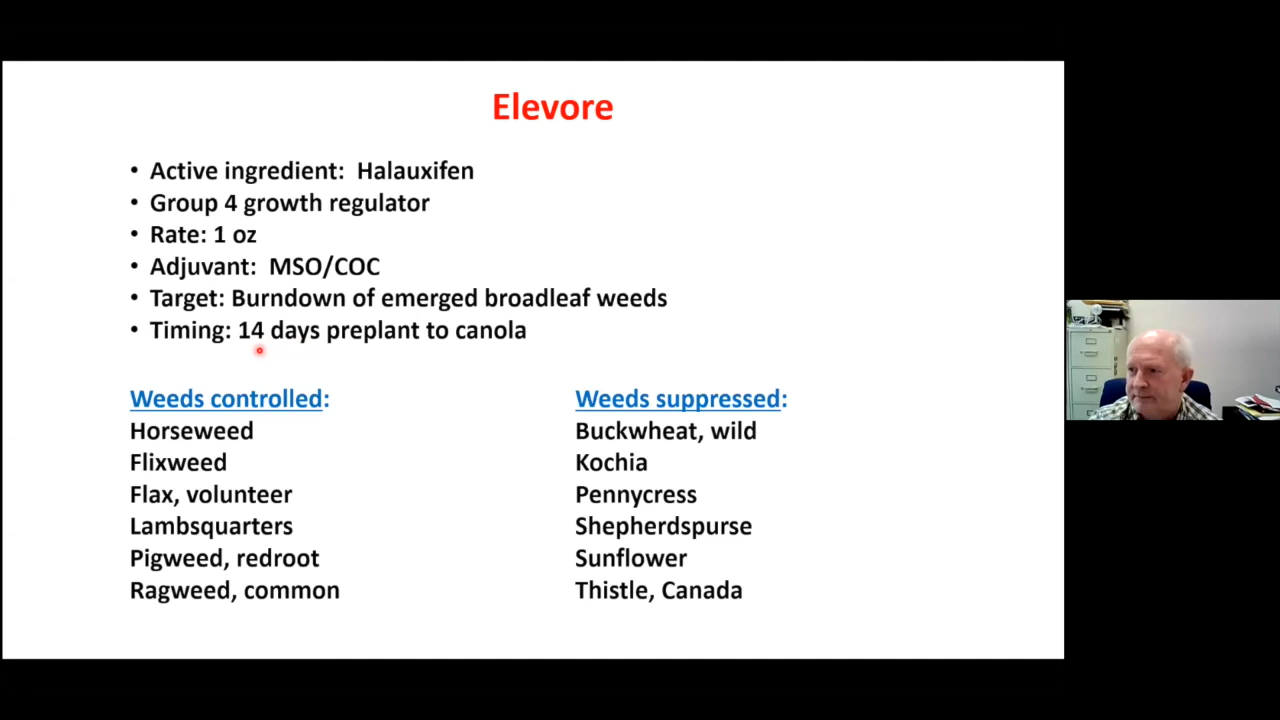 Elevore
• Active ingredient:  Halauxifen
• Group 4 growth regulator
• Rate: 1 oz
• Adjuvant:  MSO/COC
• Target: Burndown of emerged broadleaf weeds
• Timing: 14 days preplant to canola
Weeds controlled:
Horseweed
Flixweed
Flax, volunteer
Lambsquarters
Pigweed, redroot
Ragweed, common
Weeds suppressed:
Buckwheat, wild
Kochia
Pennycress
Shepherdspurse
Sunflower
Thistle, Canada